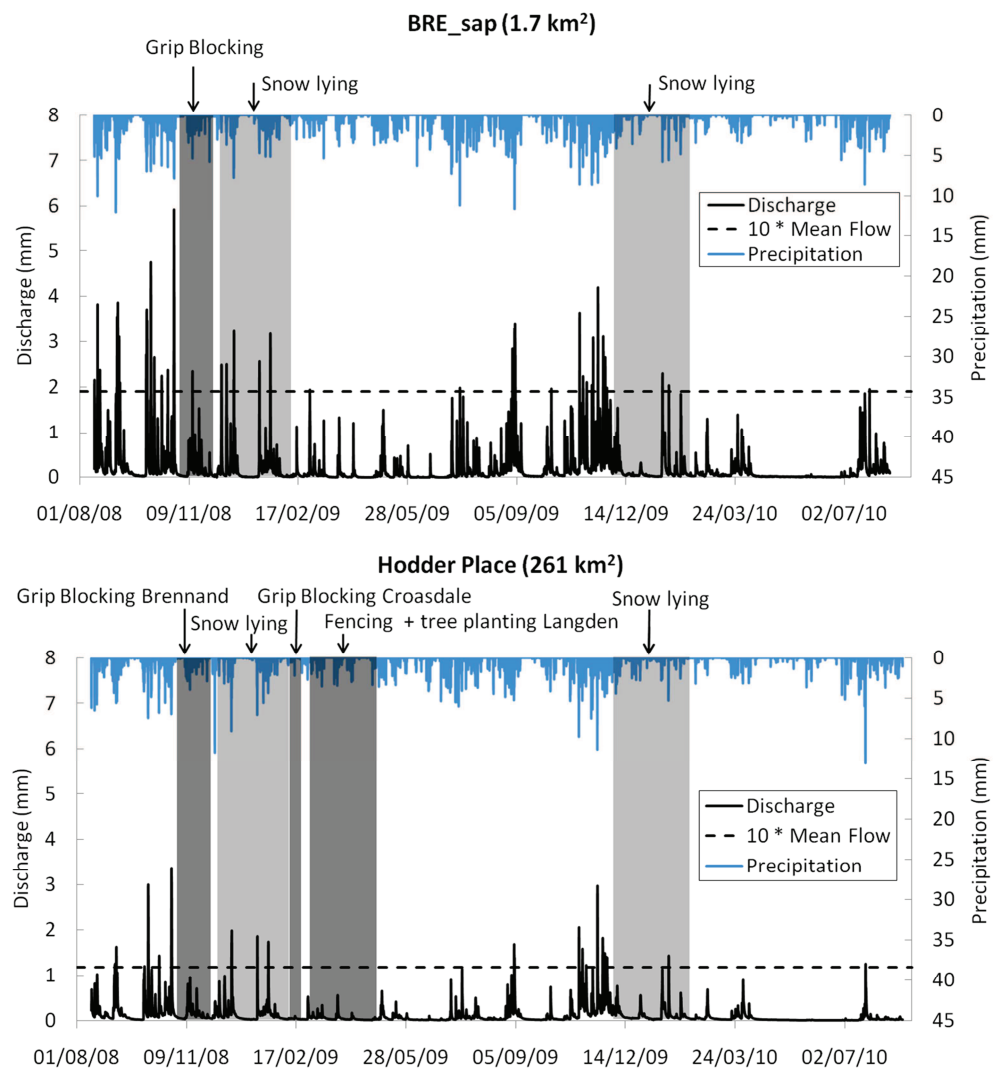 BRE_sap (1.7 km²)
Grip Blocking
Snow lying
Snow lying
8
7
6
5
4
3
2
1
0
Discharge (mm)
0
5
10
15
20
25
30
35
40
45
Precipitation (mm)
Discharge
10 * Mean Flow
Precipitation
01/08/08 09/11/08 17/02/09 28/05/09 05/09/09 14/12/09 24/03/10 02/07/10
Hodder Place (261 km²)
Grip Blocking Brennand
Snow lying
Grip Blocking Croasdale
Fencing + tree planting Langden
Snow lying
8
7
6
5
4
3
2
1
0
Discharge (mm)
0
5
10
15
20
25
30
35
40
45
Precipitation (mm)
Discharge
10 * Mean Flow
Precipitation
01/08/08 09/11/08 17/02/09 28/05/09 05/09/09 14/12/09 24/03/10 02/07/10